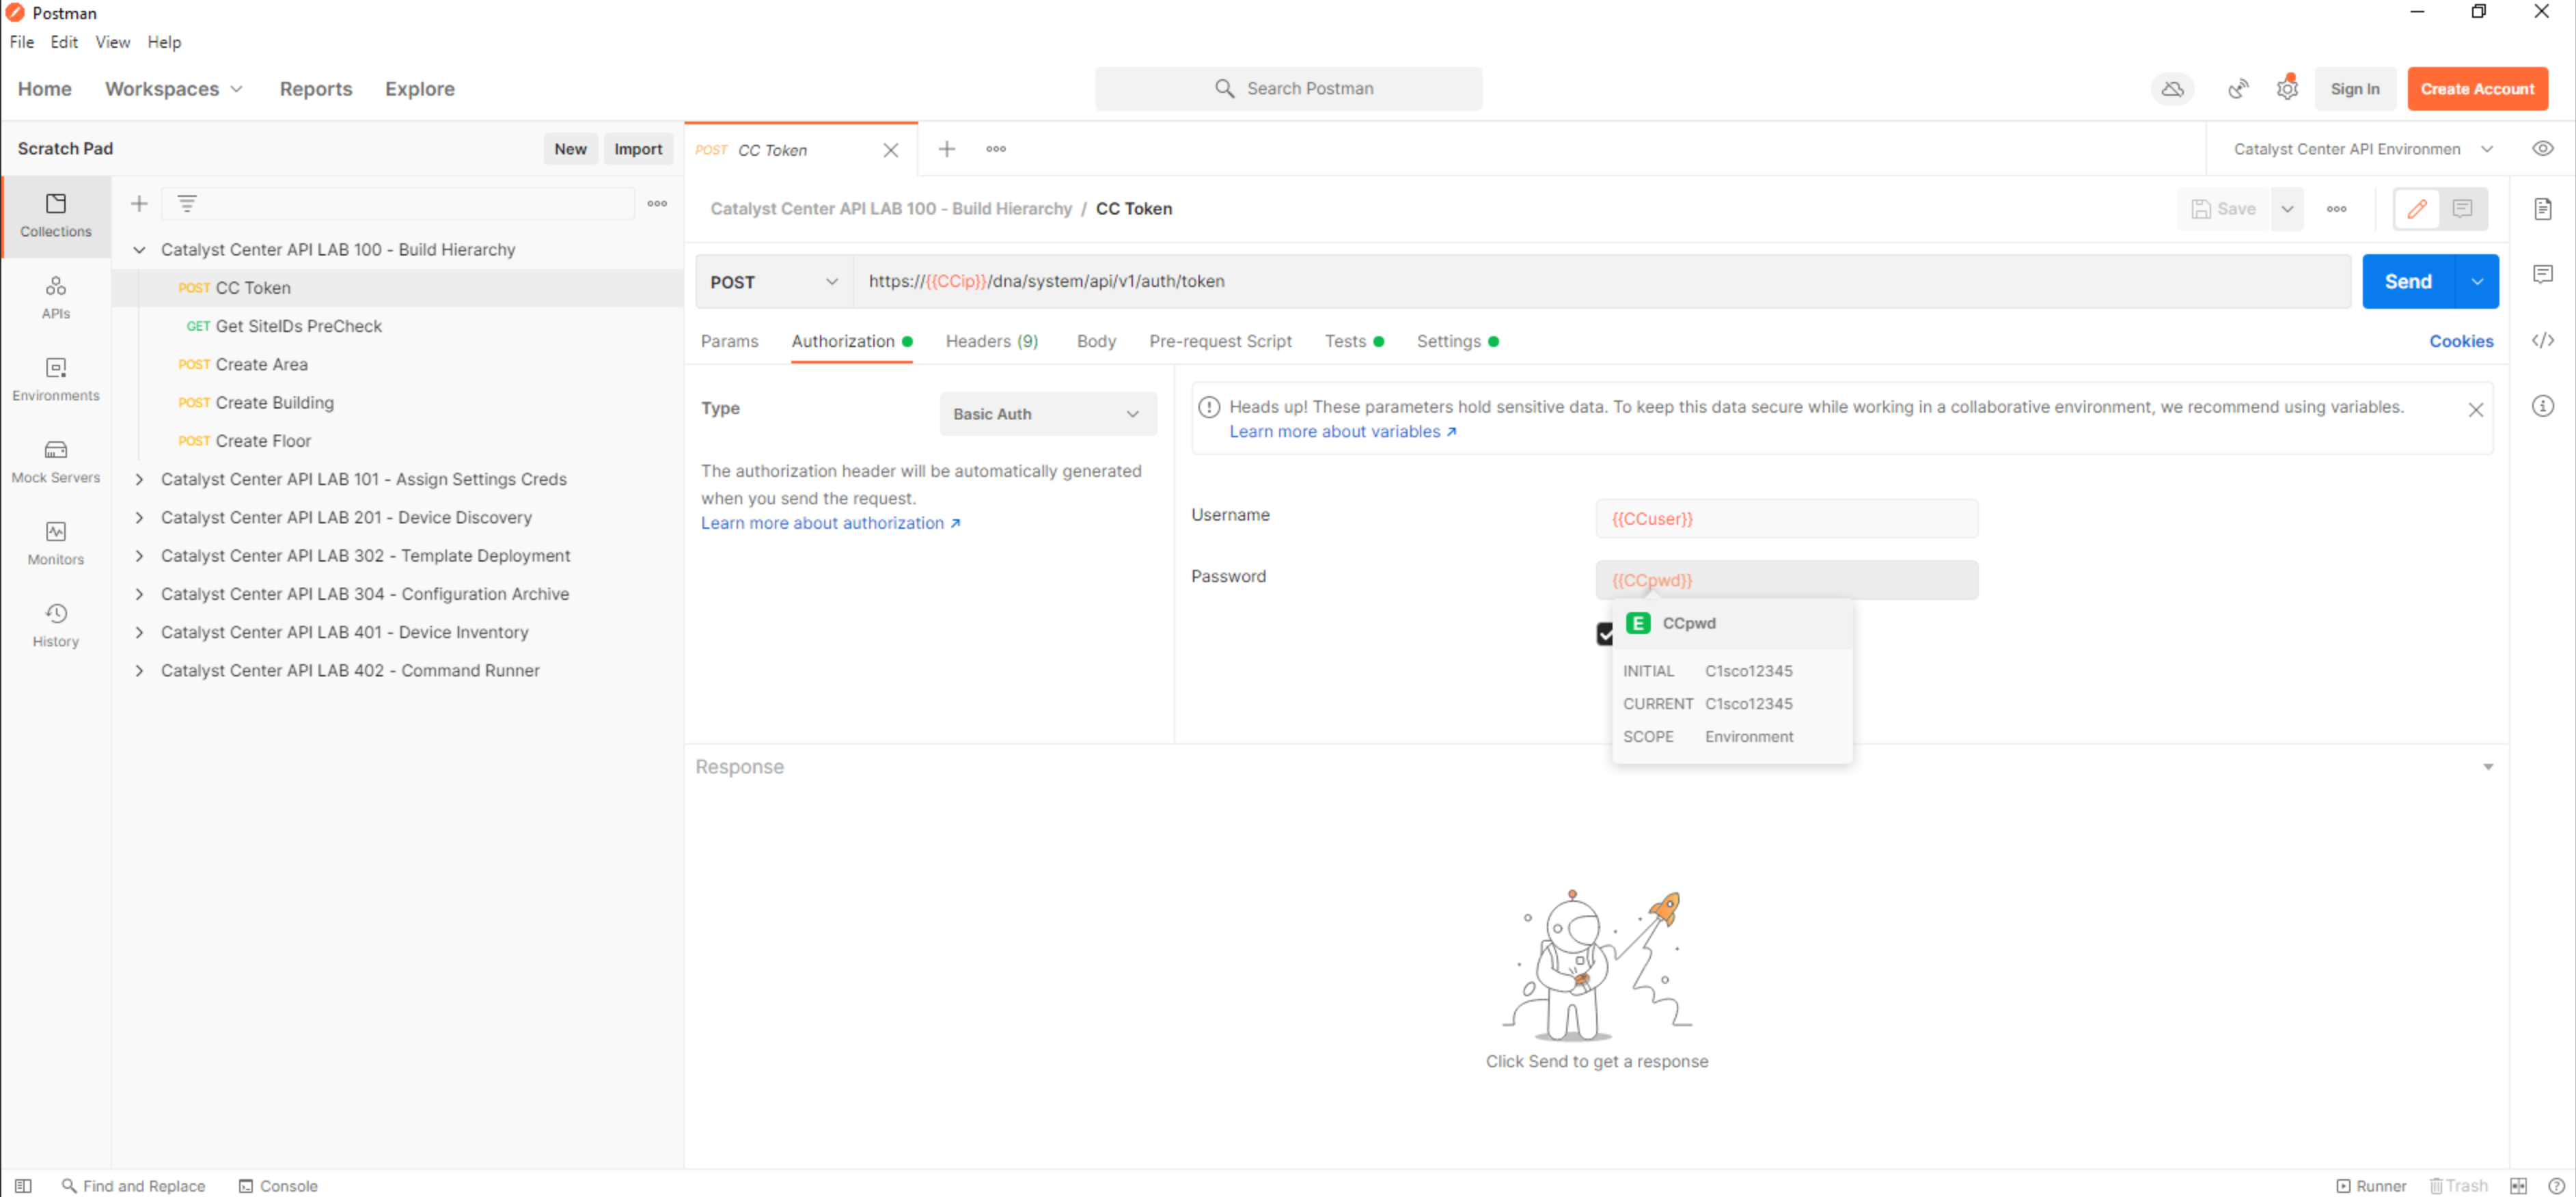 Postman
File Edit View Help
Home Workspaces Reports Explore
Search Postman
Sign In Create Account
Scratch Pad
New Import
POST CC Token
Catalyst Center API Environmen
Collections
APIs
Environments
Mock Servers
Monitors
History
Catalyst Center API LAB 100 - Build Hierarchy
POST CC Token
GET Get SiteIDs PreCheck
POST Create Area
POST Create Building
POST Create Floor
Catalyst Center API LAB 101 - Assign Settings Creds
Catalyst Center API LAB 201 - Device Discovery
Catalyst Center API LAB 302 - Template Deployment
Catalyst Center API LAB 304 - Configuration Archive
Catalyst Center API LAB 401 - Device Inventory
Catalyst Center API LAB 402 - Command Runner
Catalyst Center API LAB 100 - Build Hierarchy / CC Token
Save
POST https://{{CCip}}/dna/system/api/v1/auth/token
Send
Params Authorization Headers (9) Body Pre-request Script Tests Settings
Cookies
Type
Basic Auth
The authorization header will be automatically generated
when you send the request.
Learn more about authorization ↗
Heads up! These parameters hold sensitive data. To keep this data secure while working in a collaborative environment, we recommend using variables.
Learn more about variables ↗
Username
{{CCuser}}
Password
{{CCpwd}}
E CCpwd
INITIAL C1sco12345
CURRENT C1sco12345
SCOPE Environment
Response
Click Send to get a response
Find and Replace Console
Runner Trash